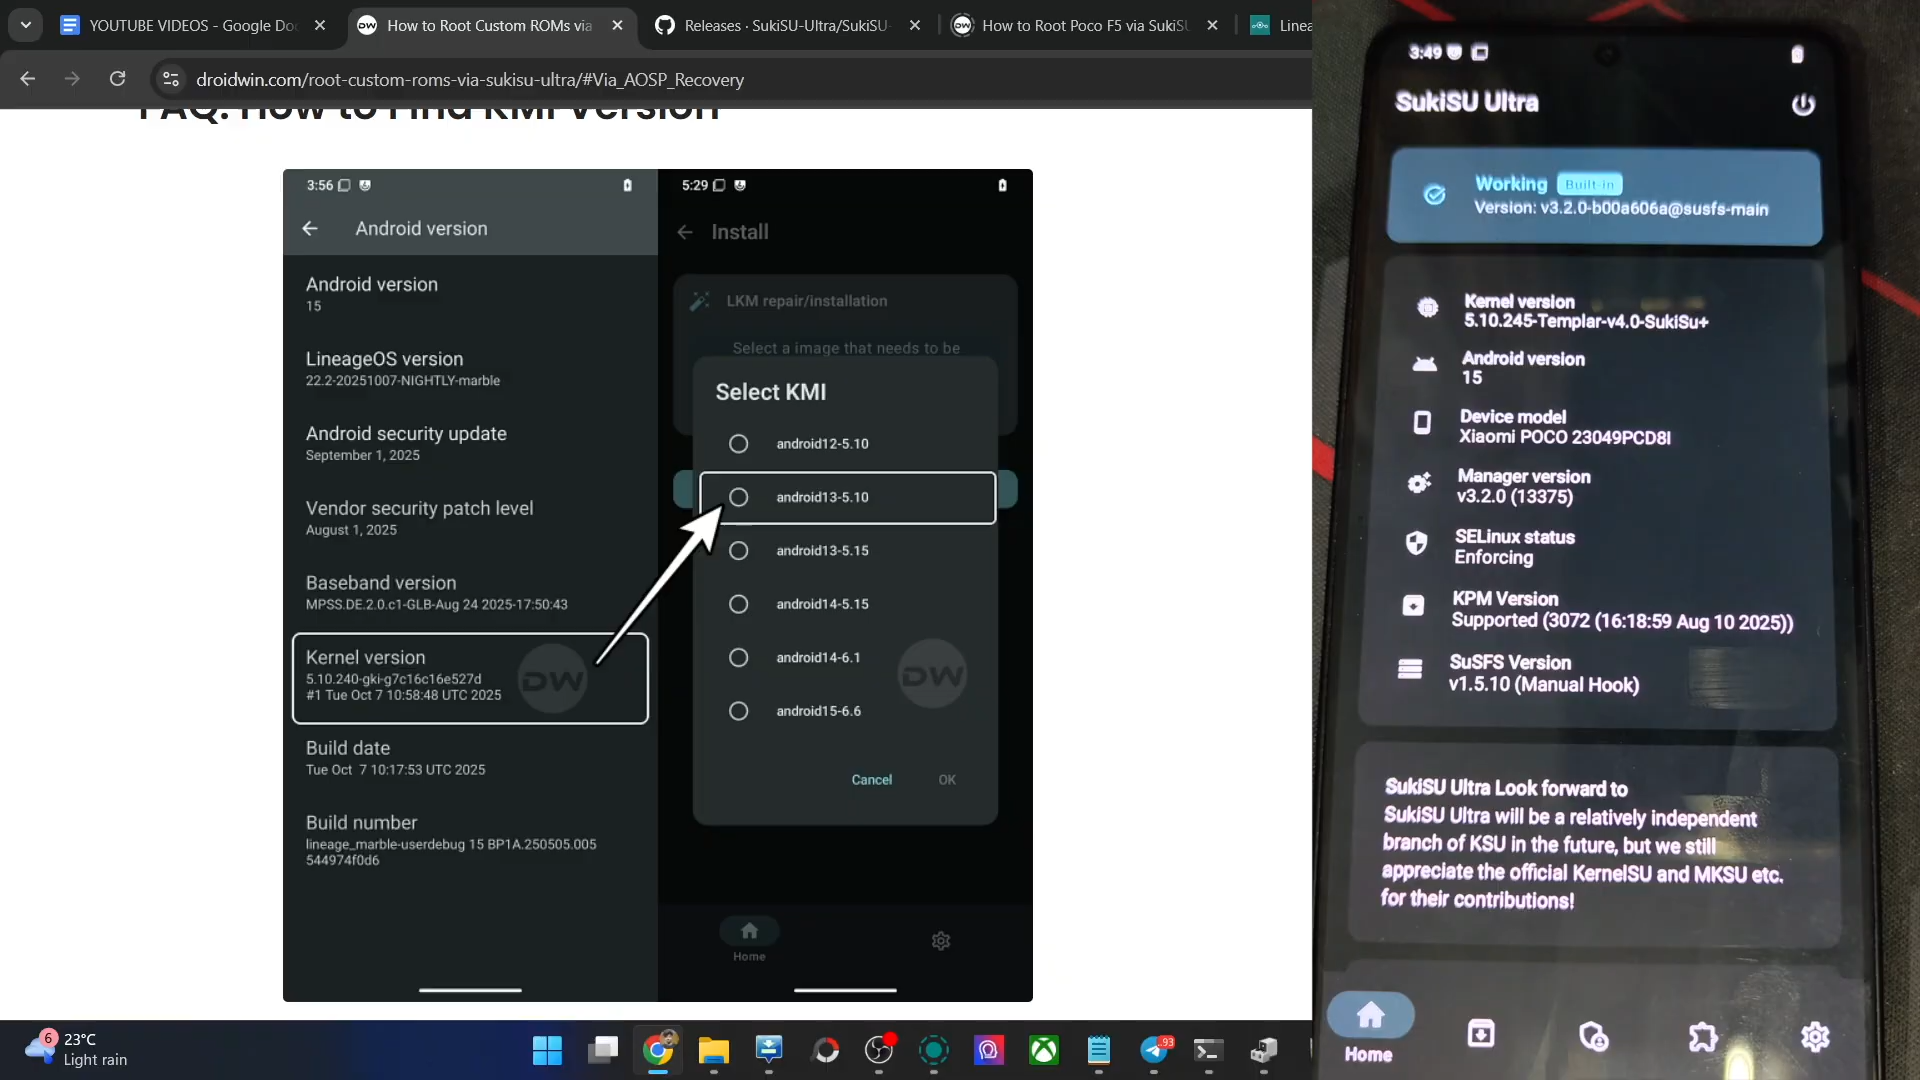 YOUTUBE VIDEOS - Google Do
How to Root Custom ROMs via
Releases · SukiSU-Ultra/SukiSU-
How to Root Poco F5 via SukiSU
Linea
droidwin.com/root-custom-roms-via-sukisu-ultra/#Via_AOSP_Recovery
FAQ: How to Find KMI Version
3:56
Android version
Android version
15
LineageOS version
22.2-20251007-NIGHTLY-marble
Android security update
September 1, 2025
Vendor security patch level
August 1, 2025
Baseband version
MPSS.DE.2.0.c1-GLB-Aug 24 2025-17:50:43
Kernel version
5.10.240-gki-g7c16c16e527d
#1 Tue Oct 7 10:58:48 UTC 2025
DW
Build date
Tue Oct 7 10:17:53 UTC 2025
Build number
lineage_marble-userdebug 15 BP1A.250505.005
544974f0d6
5:29
Install
LKM repair/installation
Select a image that needs to be
Select KMI
android12-5.10
android13-5.10
android13-5.15
android14-5.15
android14-6.1
DW
android15-6.6
Cancel
OK
Home
3:49
SukiSU Ultra
Working Built-in
Version: v3.2.0-b00a606a@susfs-main
Kernel version
5.10.245-Templar-v4.0-SukiSu+
Android version
15
Device model
Xiaomi POCO 23049PCD8I
Manager version
v3.2.0 (13375)
SELinux status
Enforcing
KPM Version
Supported (3072 (16:18:59 Aug 10 2025))
SuSFS Version
v1.5.10 (Manual Hook)
SukiSU Ultra Look forward to
SukiSU Ultra will be a relatively independent
branch of KSU in the future, but we still
appreciate the official KernelSU and MKSU etc.
for their contributions!
Home
6
23°C
Light rain
93